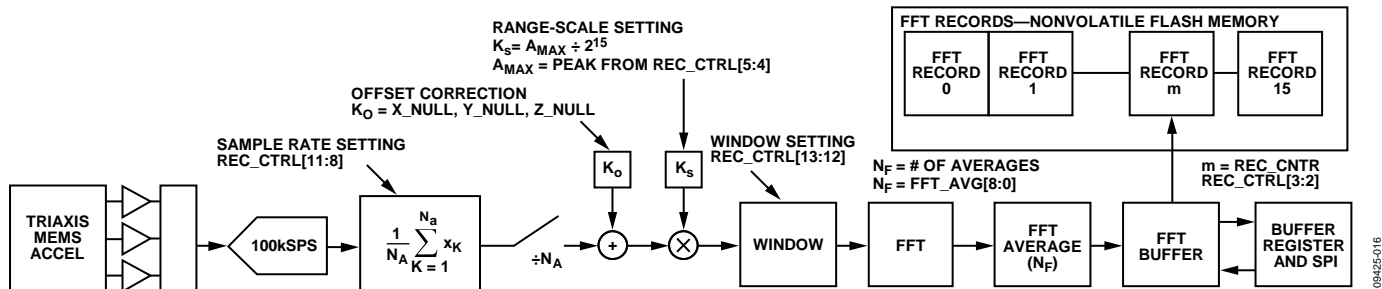 RANGE-SCALE SETTING
KS= AMAX ÷ 2^15
AMAX = PEAK FROM REC_CTRL[5:4]
OFFSET CORRECTION
KO = X_NULL, Y_NULL, Z_NULL
SAMPLE RATE SETTING
REC_CTRL[11:8]
WINDOW SETTING
REC_CTRL[13:12]
FFT RECORDS—NONVOLATILE FLASH MEMORY
FFT
RECORD
0
FFT
RECORD
1
FFT
RECORD
m
FFT
RECORD
15
NF = # OF AVERAGES
NF = FFT_AVG[8:0]
m = REC_CNTR
REC_CTRL[3:2]
TRIAXIS
MEMS
ACCEL
100kSPS
1
NA
Na
∑
K = 1
xK
÷NA
Ko
+
Ks
×
WINDOW
FFT
FFT
AVERAGE
(NF)
FFT
BUFFER
BUFFER
REGISTER
AND SPI
09425-016